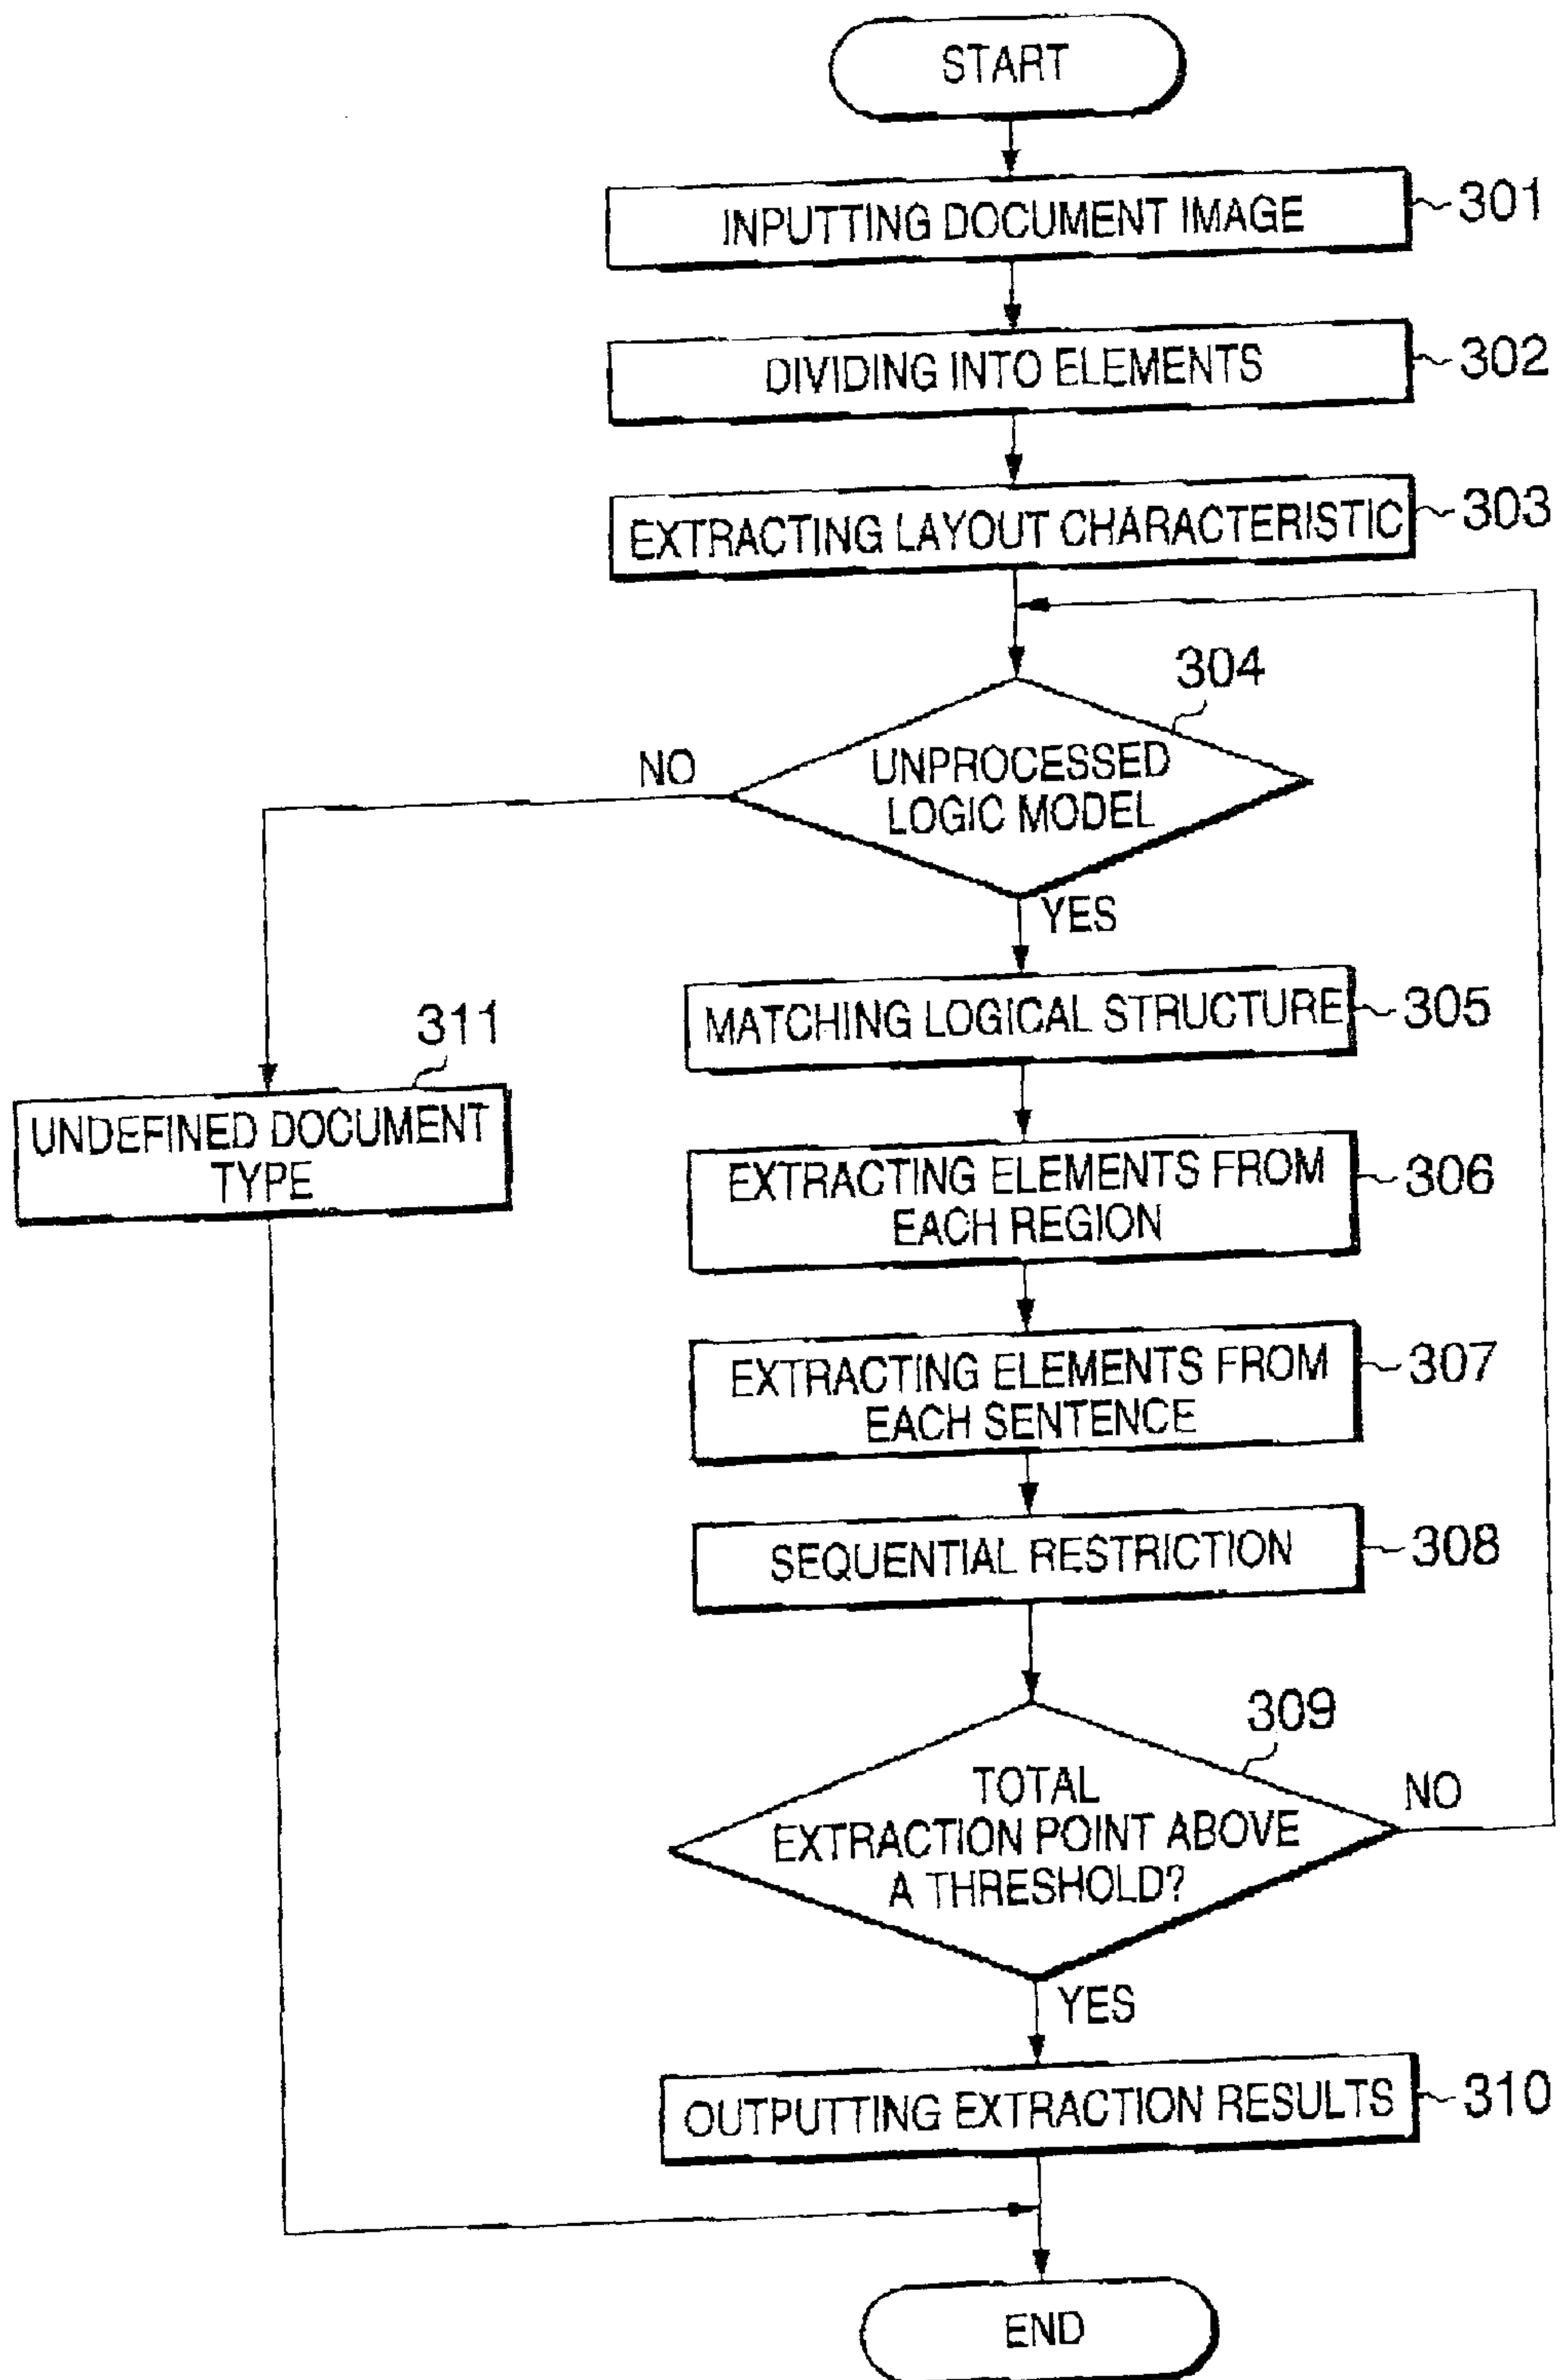 START
INPUTTING DOCUMENT IMAGE
301
DIVIDING INTO ELEMENTS
302
EXTRACTING LAYOUT CHARACTERISTIC
303
304
UNPROCESSED
LOGIC MODEL
NO
YES
MATCHING LOGICAL STRUCTURE
305
311
UNDEFINED DOCUMENT
TYPE
EXTRACTING ELEMENTS FROM
EACH REGION
306
EXTRACTING ELEMENTS FROM
EACH SENTENCE
307
SEQUENTIAL RESTRICTION
308
309
TOTAL
EXTRACTION POINT ABOVE
A THRESHOLD?
NO
YES
OUTPUTTING EXTRACTION RESULTS
310
END